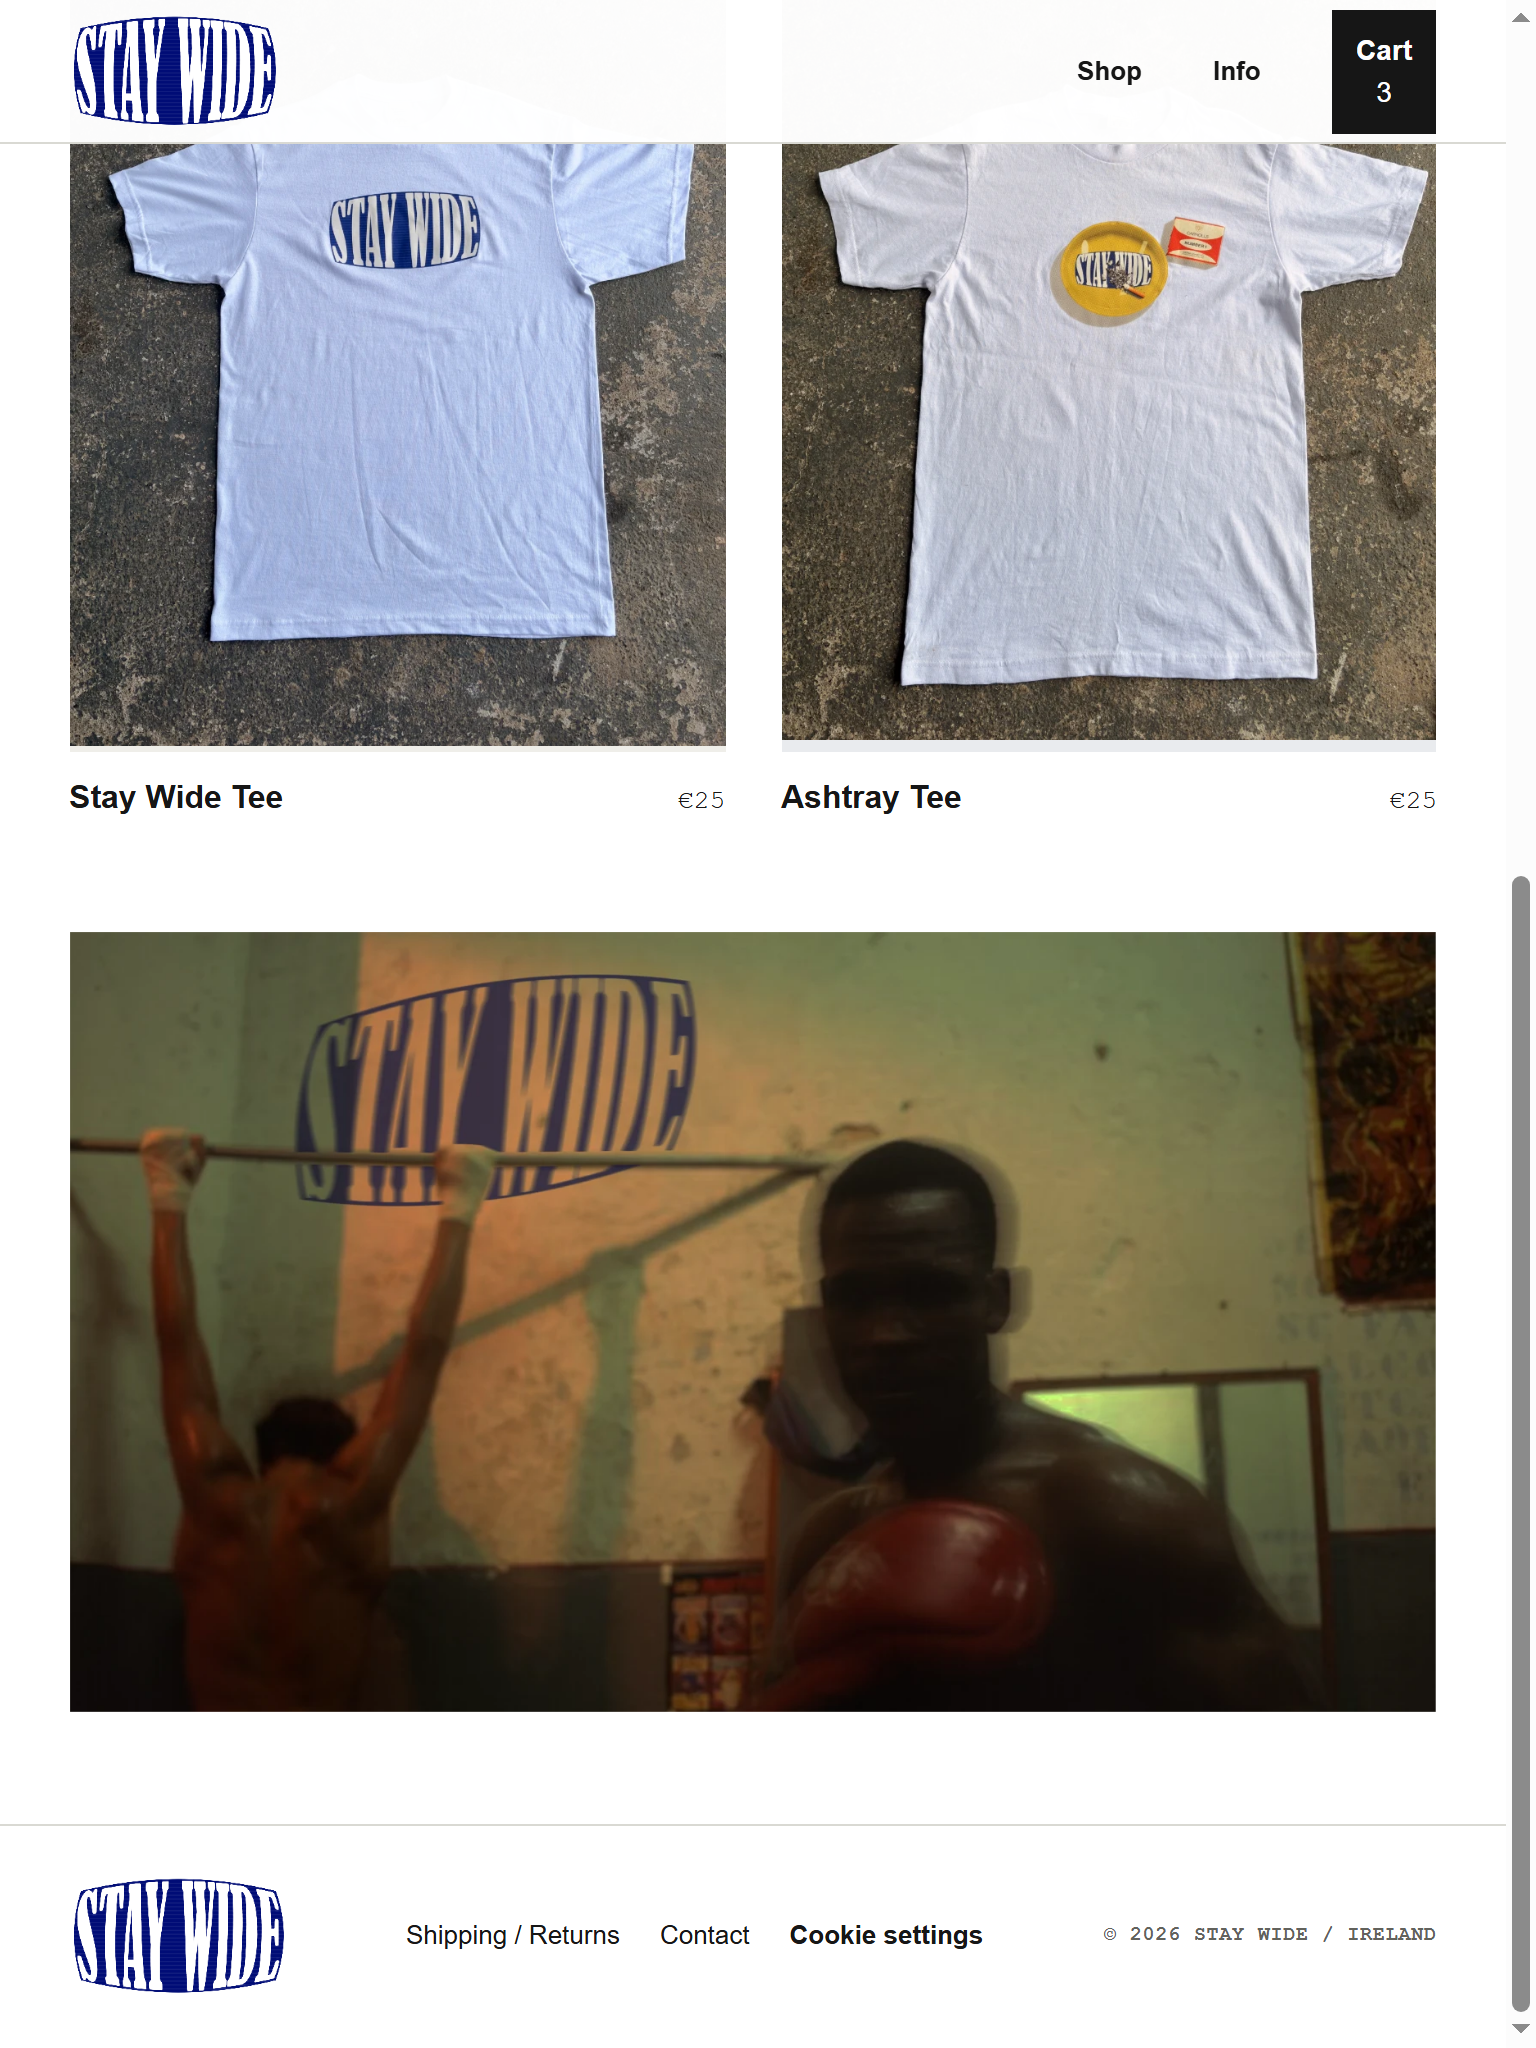 STAY WIDE
Shop
Info
Cart
3
STAY WIDE
STAY WIDE
Stay Wide Tee
€25
Ashtray Tee
€25
STAY WIDE
STAY WIDE
Shipping / Returns
Contact
Cookie settings
© 2026 STAY WIDE / IRELAND